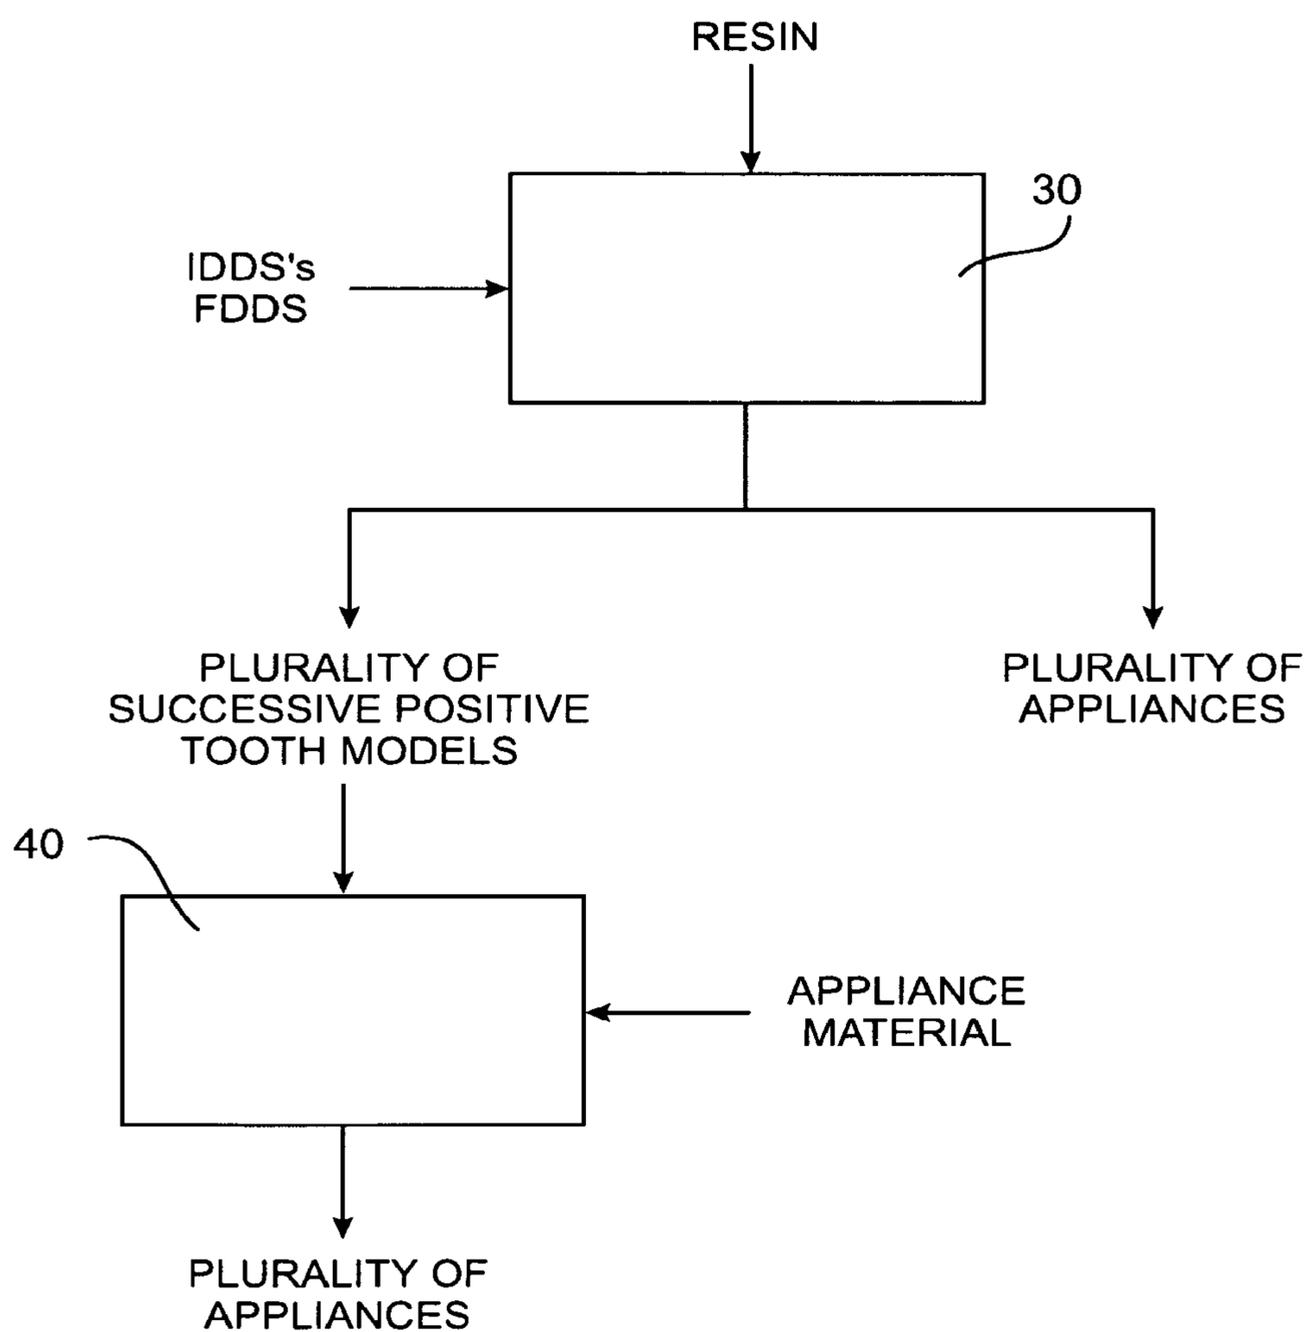 RESIN
30
IDDS's
FDDS
PLURALITY OF
SUCCESSIVE POSITIVE
TOOTH MODELS
PLURALITY OF
APPLIANCES
40
APPLIANCE
MATERIAL
PLURALITY OF
APPLIANCES